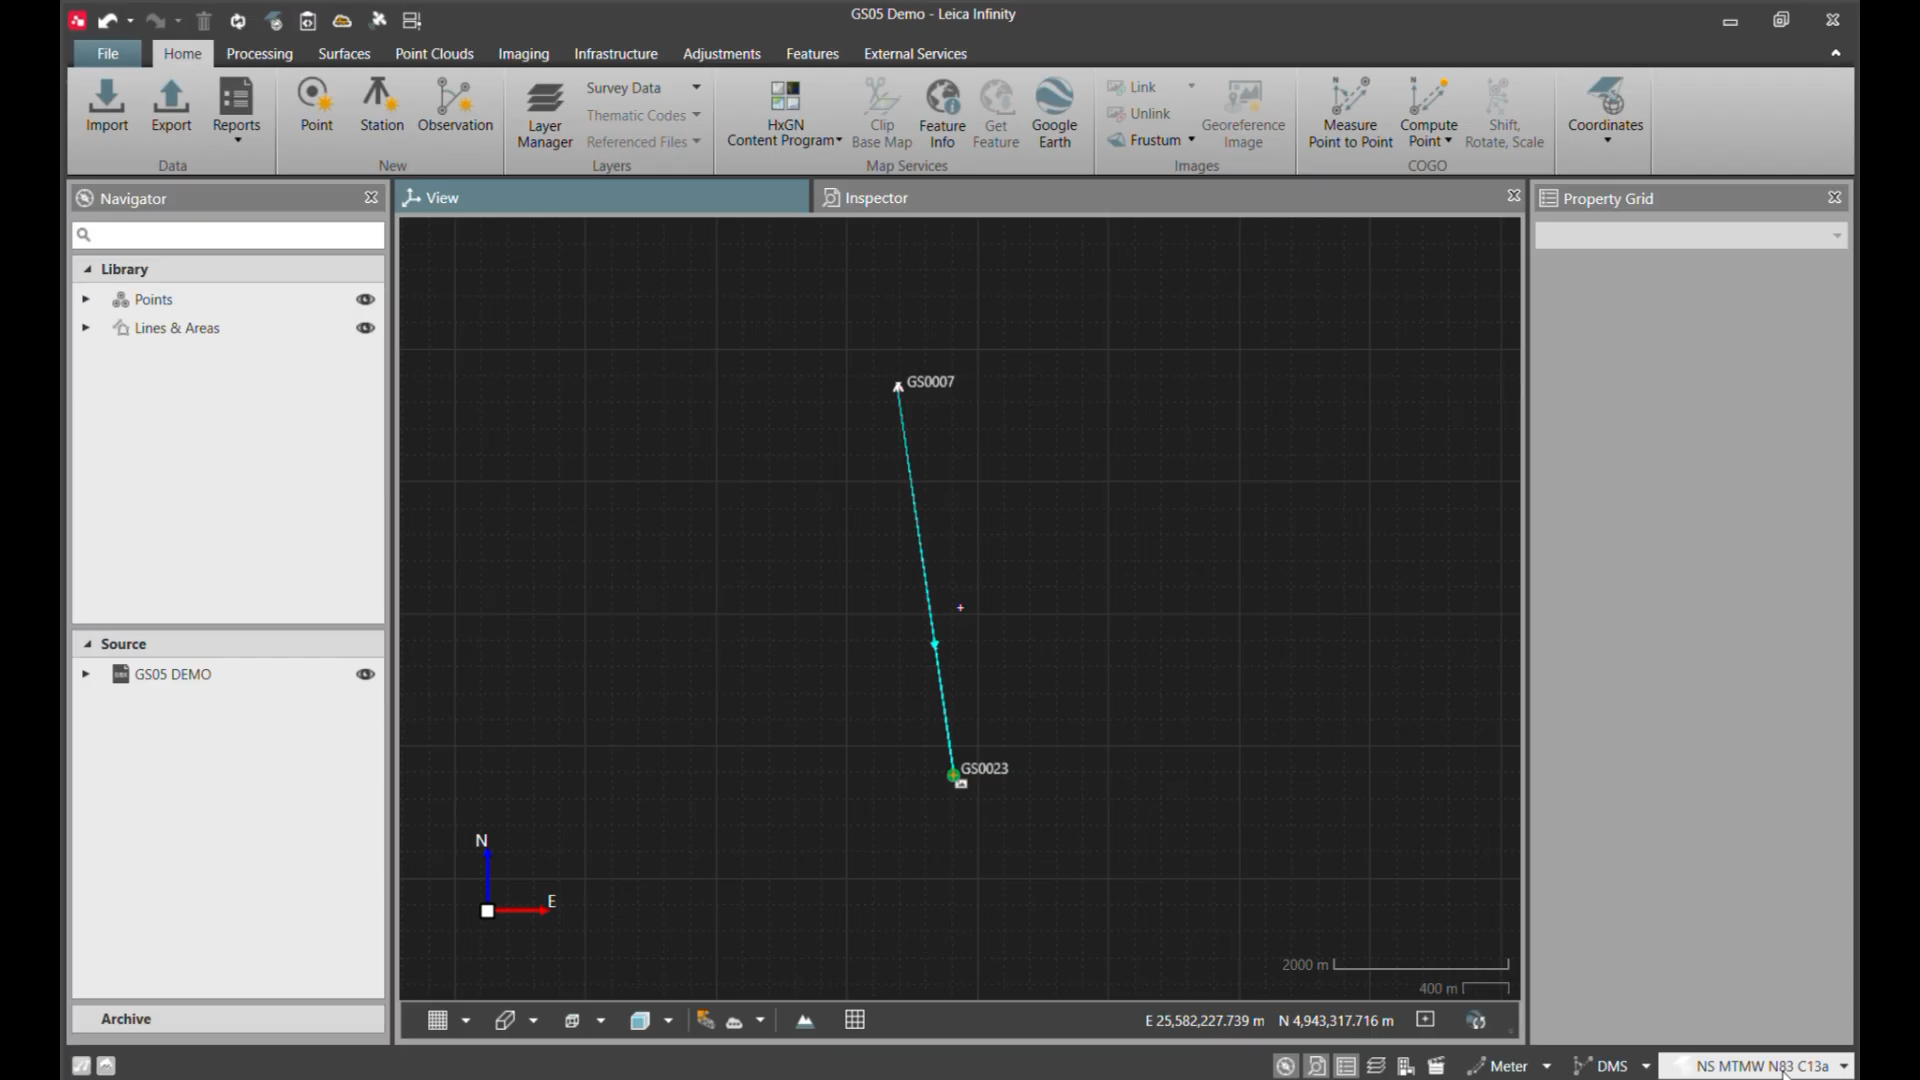 GS05 Demo - Leica Infinity
File Home Processing Surfaces Point Clouds Imaging Infrastructure Adjustments Features External Services
Import Export Reports
Data
Point Station Observation
New
Layer Manager
Survey Data
Thematic Codes
Referenced Files
Layers
HxGN Content Program
Clip Base Map
Feature Info
Get Feature
Google Earth
Map Services
Link
Unlink
Frustum
Georeference Image
Images
Measure Point to Point
Compute Point
Shift, Rotate, Scale
COGO
Coordinates
Navigator
View
Inspector
Property Grid
Library
Points
Lines & Areas
Source
GS05 DEMO
Archive
GS0007
GS0023
N
E
2000 m
400 m
E 25,582,227.739 m N 4,943,317.716 m
Meter DMS NS MTMW N83 C13a